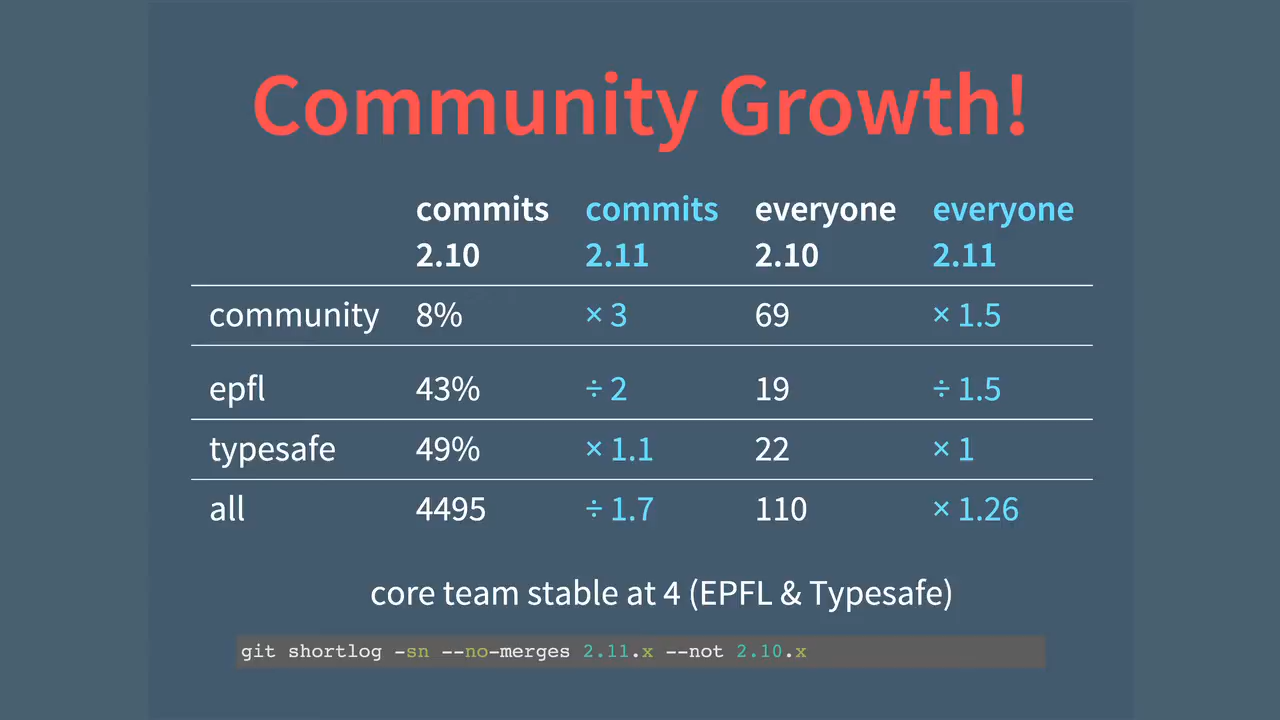 Community Growth!
commits commits everyone everyone
2.10 2.11 2.10 2.11
community 8% × 3 69 × 1.5
epfl 43% ÷ 2 19 ÷ 1.5
typesafe 49% × 1.1 22 × 1
all 4495 ÷ 1.7 110 × 1.26
core team stable at 4 (EPFL & Typesafe)
git shortlog -sn --no-merges 2.11.x --not 2.10.x